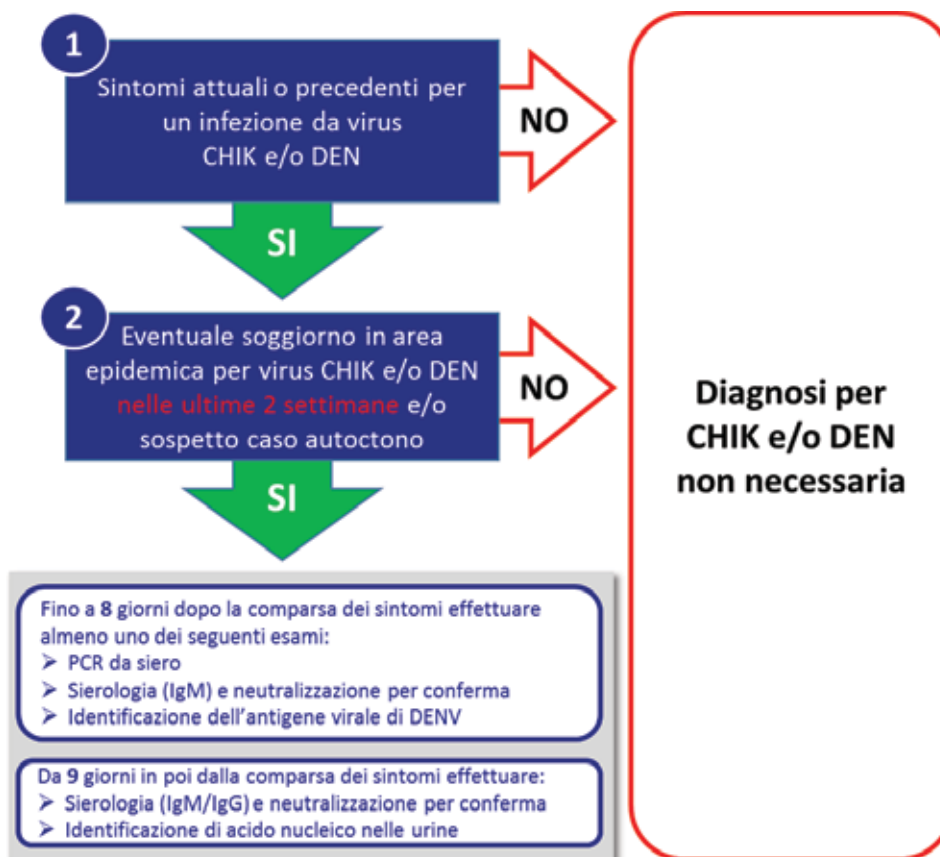 1
Sintomi attuali o precedenti per
un infezione da virus
CHIK e/o DEN
NO
SI
2
Eventuale soggiorno in area
epidemica per virus CHIK e/o DEN
nelle ultime 2 settimane e/o
sospetto caso autoctono
NO
SI
Diagnosi per
CHIK e/o DEN
non necessaria
Fino a 8 giorni dopo la comparsa dei sintomi effettuare
almeno uno dei seguenti esami:
➤ PCR da siero
➤ Sierologia (IgM) e neutralizzazione per conferma
➤ Identificazione dell'antigene virale di DENV
Da 9 giorni in poi dalla comparsa dei sintomi effettuare:
➤ Sierologia (IgM/IgG) e neutralizzazione per conferma
➤ Identificazione di acido nucleico nelle urine